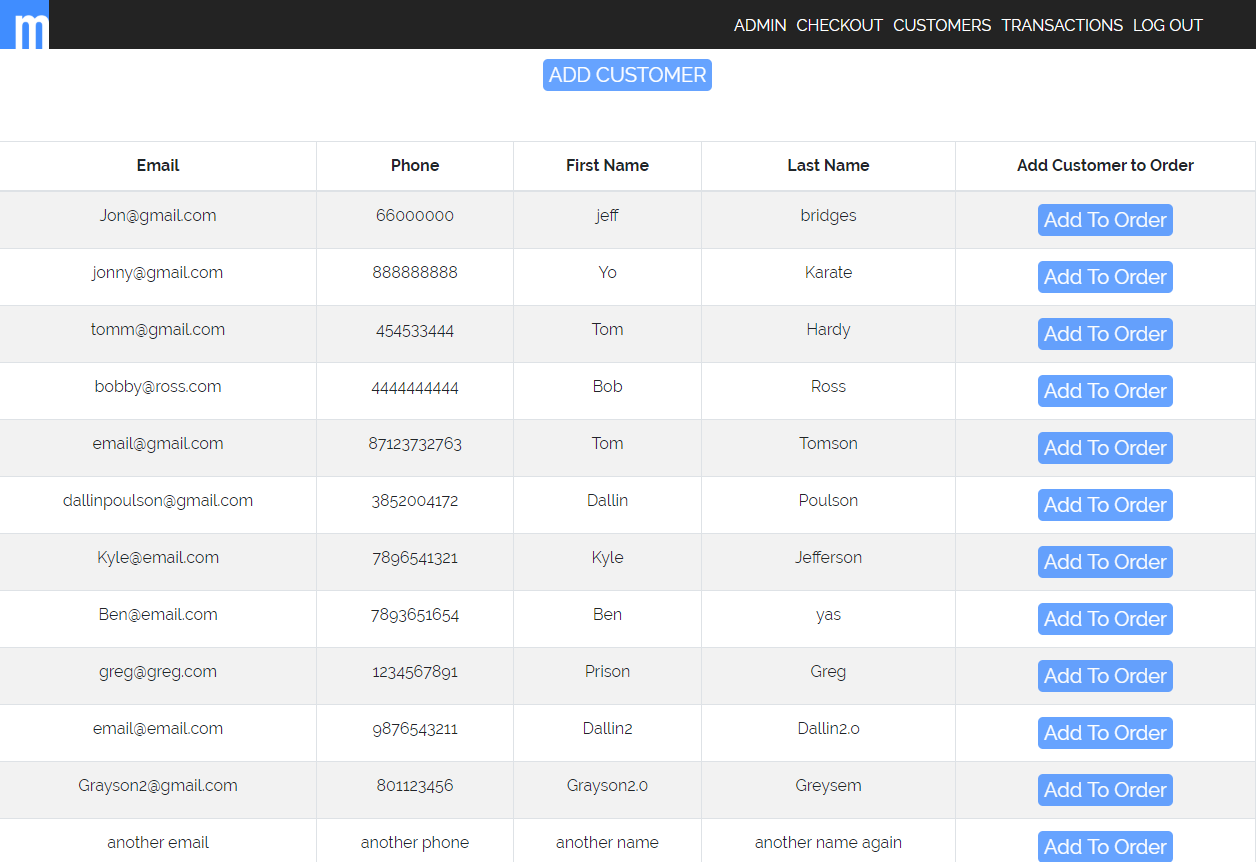 m
ADMIN CHECKOUT CUSTOMERS TRANSACTIONS LOG OUT
ADD CUSTOMER
Email Phone First Name Last Name Add Customer to Order
Jon@gmail.com 66000000 jeff bridges Add To Order
jonny@gmail.com 888888888 Yo Karate Add To Order
tomm@gmail.com 454533444 Tom Hardy Add To Order
bobby@ross.com 4444444444 Bob Ross Add To Order
email@gmail.com 87123732763 Tom Tomson Add To Order
dallinpoulson@gmail.com 3852004172 Dallin Poulson Add To Order
Kyle@email.com 7896541321 Kyle Jefferson Add To Order
Ben@email.com 7893651654 Ben yas Add To Order
greg@greg.com 1234567891 Prison Greg Add To Order
email@email.com 9876543211 Dallin2 Dallin2.0 Add To Order
Grayson2@gmail.com 801123456 Grayson2.0 Greysem Add To Order
another email another phone another name another name again Add To Order